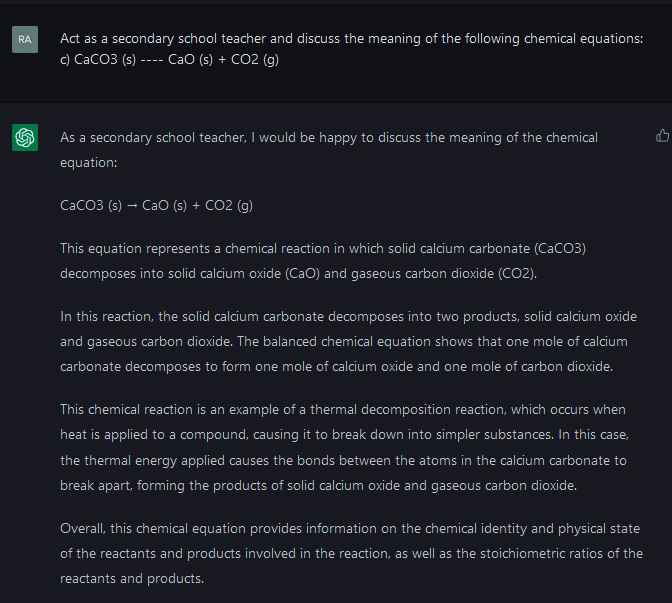 RA
Act as a secondary school teacher and discuss the meaning of the following chemical equations:
c) CaCO3 (s) ---- CaO (s) + CO2 (g)
As a secondary school teacher, I would be happy to discuss the meaning of the chemical
equation:
CaCO3 (s) → CaO (s) + CO2 (g)
This equation represents a chemical reaction in which solid calcium carbonate (CaCO3)
decomposes into solid calcium oxide (CaO) and gaseous carbon dioxide (CO2).
In this reaction, the solid calcium carbonate decomposes into two products, solid calcium oxide
and gaseous carbon dioxide. The balanced chemical equation shows that one mole of calcium
carbonate decomposes to form one mole of calcium oxide and one mole of carbon dioxide.
This chemical reaction is an example of a thermal decomposition reaction, which occurs when
heat is applied to a compound, causing it to break down into simpler substances. In this case,
the thermal energy applied causes the bonds between the atoms in the calcium carbonate to
break apart, forming the products of solid calcium oxide and gaseous carbon dioxide.
Overall, this chemical equation provides information on the chemical identity and physical state
of the reactants and products involved in the reaction, as well as the stoichiometric ratios of the
reactants and products.